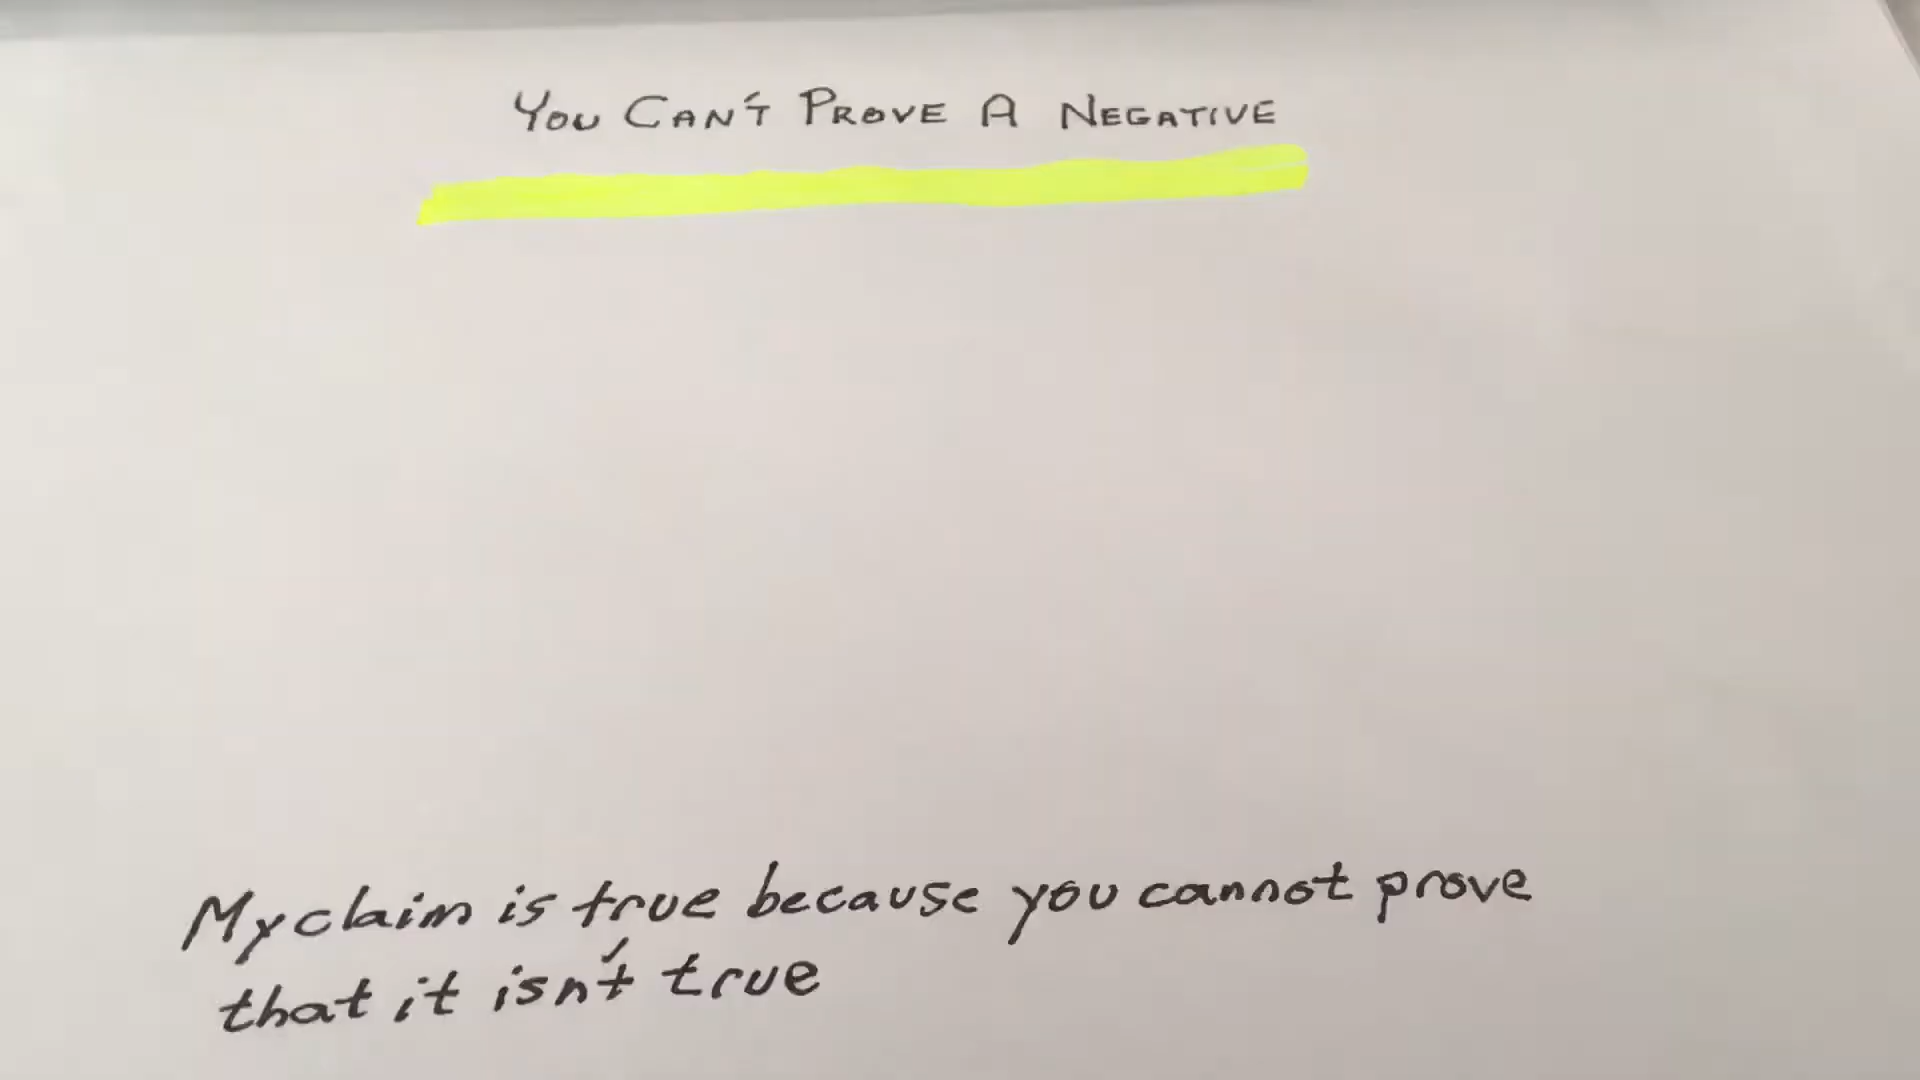 YOU CAN'T PROVE A NEGATIVE
My claim is true because you cannot prove
that it isn't true